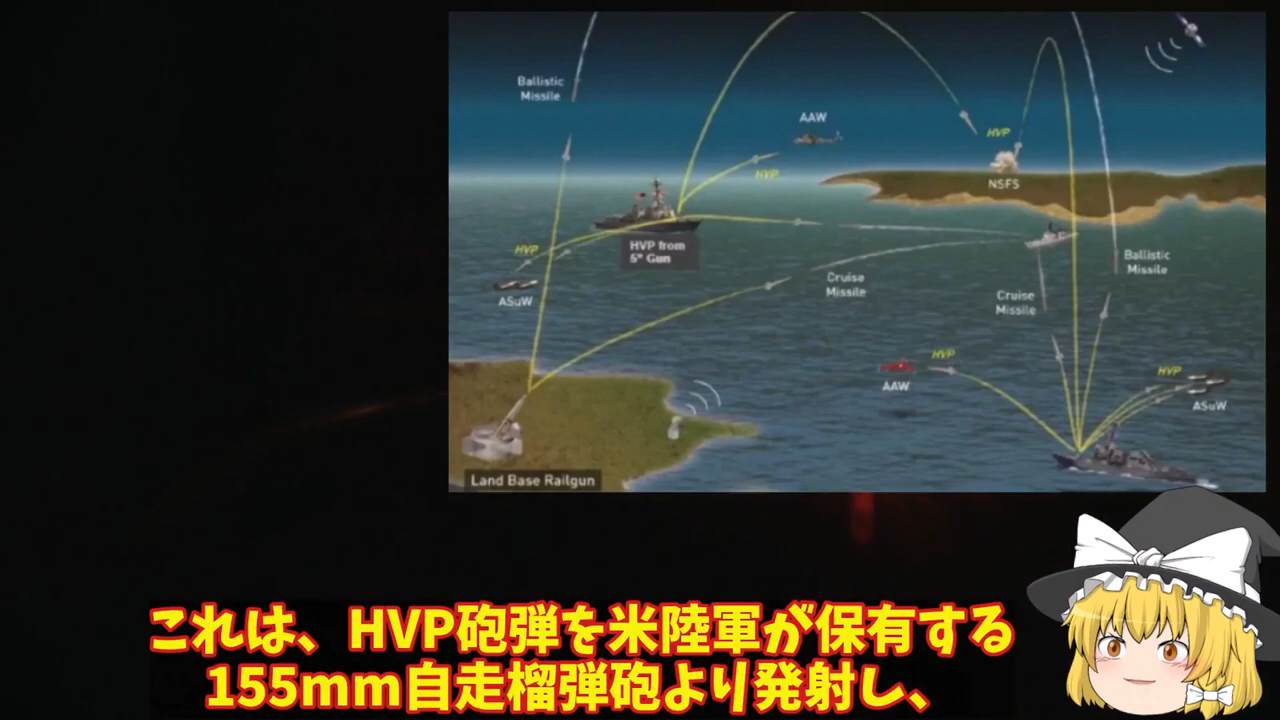 Ballistic
Missile
AAW
HVP
HVP
NSFS
HVP
HVP from
5" Gun
ASuW
Cruise
Missile
Ballistic
Missile
Cruise
Missile
HVP
AAW
HVP
ASuW
Land Base Railgun
これは、HVP砲弾を米陸軍が保有する
155mm自走榴弾砲より発射し、